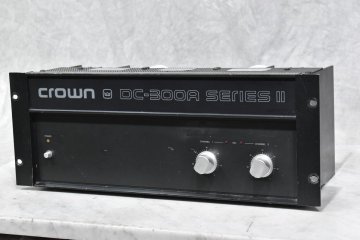 crown DC-300A SERIES II